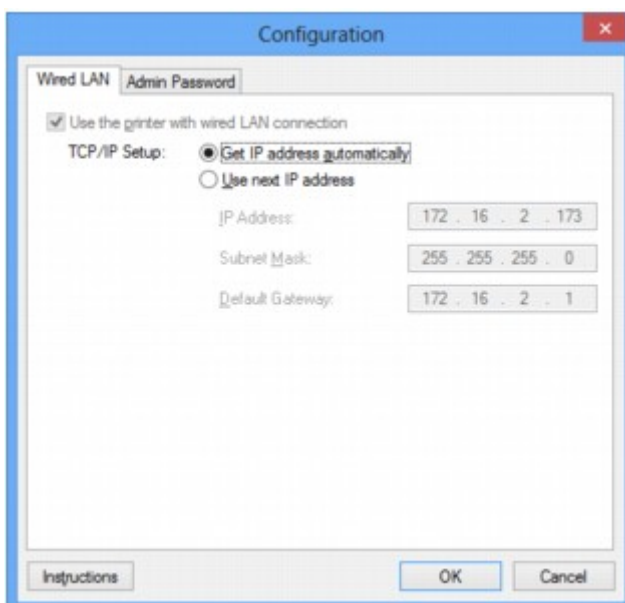 Configuration
Wired LAN
Admin Password
Use the printer with wired LAN connection
TCP/IP Setup:
Get IP address automatically
Use next IP address
IP Address: 172 . 16 . 2 . 173
Subnet Mask: 255 . 255 . 255 . 0
Default Gateway: 172 . 16 . 2 . 1
Instructions
OK
Cancel